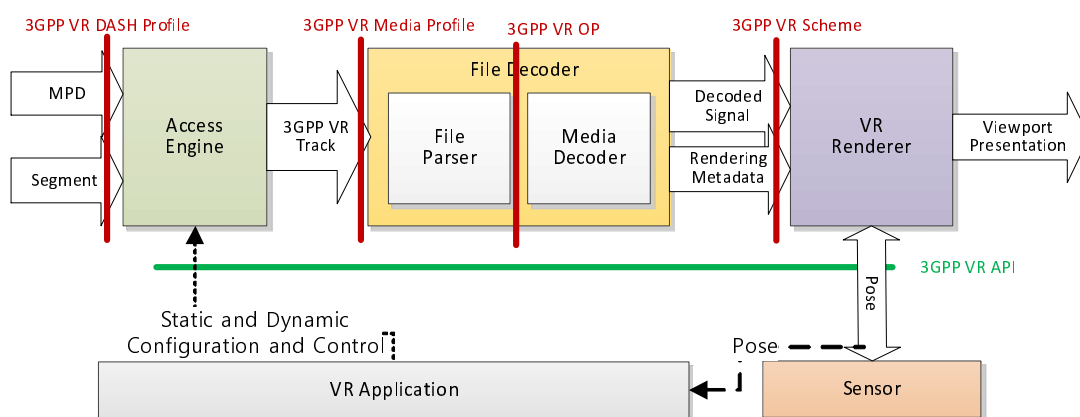 3GPP VR DASH Profile
3GPP VR Media Profile
3GPP VR OP
3GPP VR Scheme
MPD
Segment
Access
Engine
3GPP VR
Track
File Decoder
File
Parser
Media
Decoder
Decoded
Signal
Rendering
Metadata
VR
Renderer
Viewport
Presentation
3GPP VR API
Pose
Static and Dynamic
Configuration and Control
Pose
VR Application
Sensor